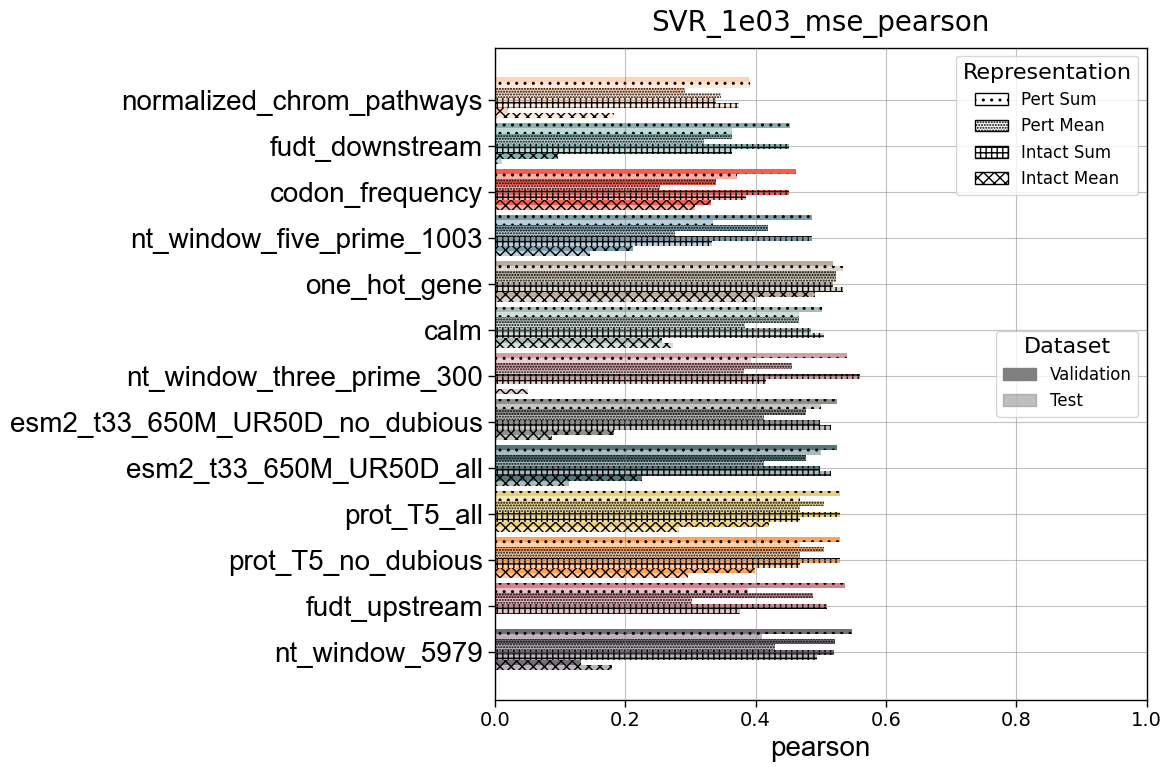 SVR_1e03_mse_pearson
Representation
Pert Sum
Pert Mean
Intact Sum
Intact Mean
Dataset
Validation
Test
normalized_chrom_pathways
fudt_downstream
codon_frequency
nt_window_five_prime_1003
one_hot_gene
calm
nt_window_three_prime_300
esm2_t33_650M_UR50D_no_dubious
esm2_t33_650M_UR50D_all
prot_T5_all
prot_T5_no_dubious
fudt_upstream
nt_window_5979
0.0 0.2 0.4 0.6 0.8 1.0
pearson